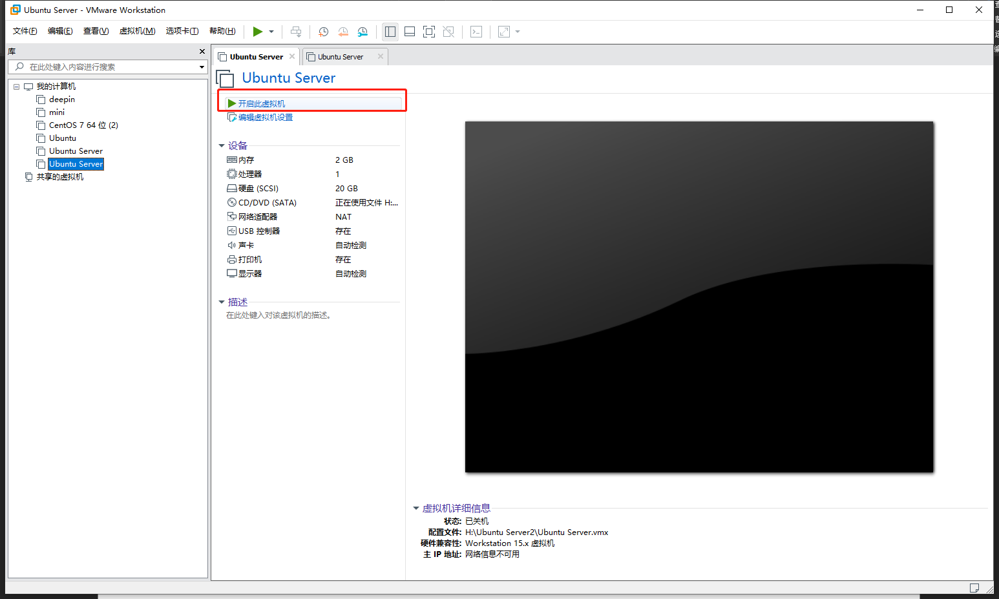 Ubuntu Server - VMware Workstation
文件(F) 编辑(E) 查看(V) 虚拟机(M) 选项卡(T) 帮助(H)
库
在此处键入内容进行搜索
我的计算机
deepin
mini
CentOS 7 64 位 (2)
Ubuntu
Ubuntu Server
Ubuntu Server
共享的虚拟机
Ubuntu Server
Ubuntu Server
Ubuntu Server
开启此虚拟机
编辑虚拟机设置
设备
内存 2 GB
处理器 1
硬盘 (SCSI) 20 GB
CD/DVD (SATA) 正在使用文件 H:...
网络适配器 NAT
USB 控制器 存在
声卡 自动检测
打印机 存在
显示器 自动检测
描述
在此处键入对该虚拟机的描述。
虚拟机详细信息
状态: 已关机
配置文件: H:\Ubuntu Server2\Ubuntu Server.vmx
硬件兼容性: Workstation 15.x 虚拟机
主 IP 地址: 网络信息不可用